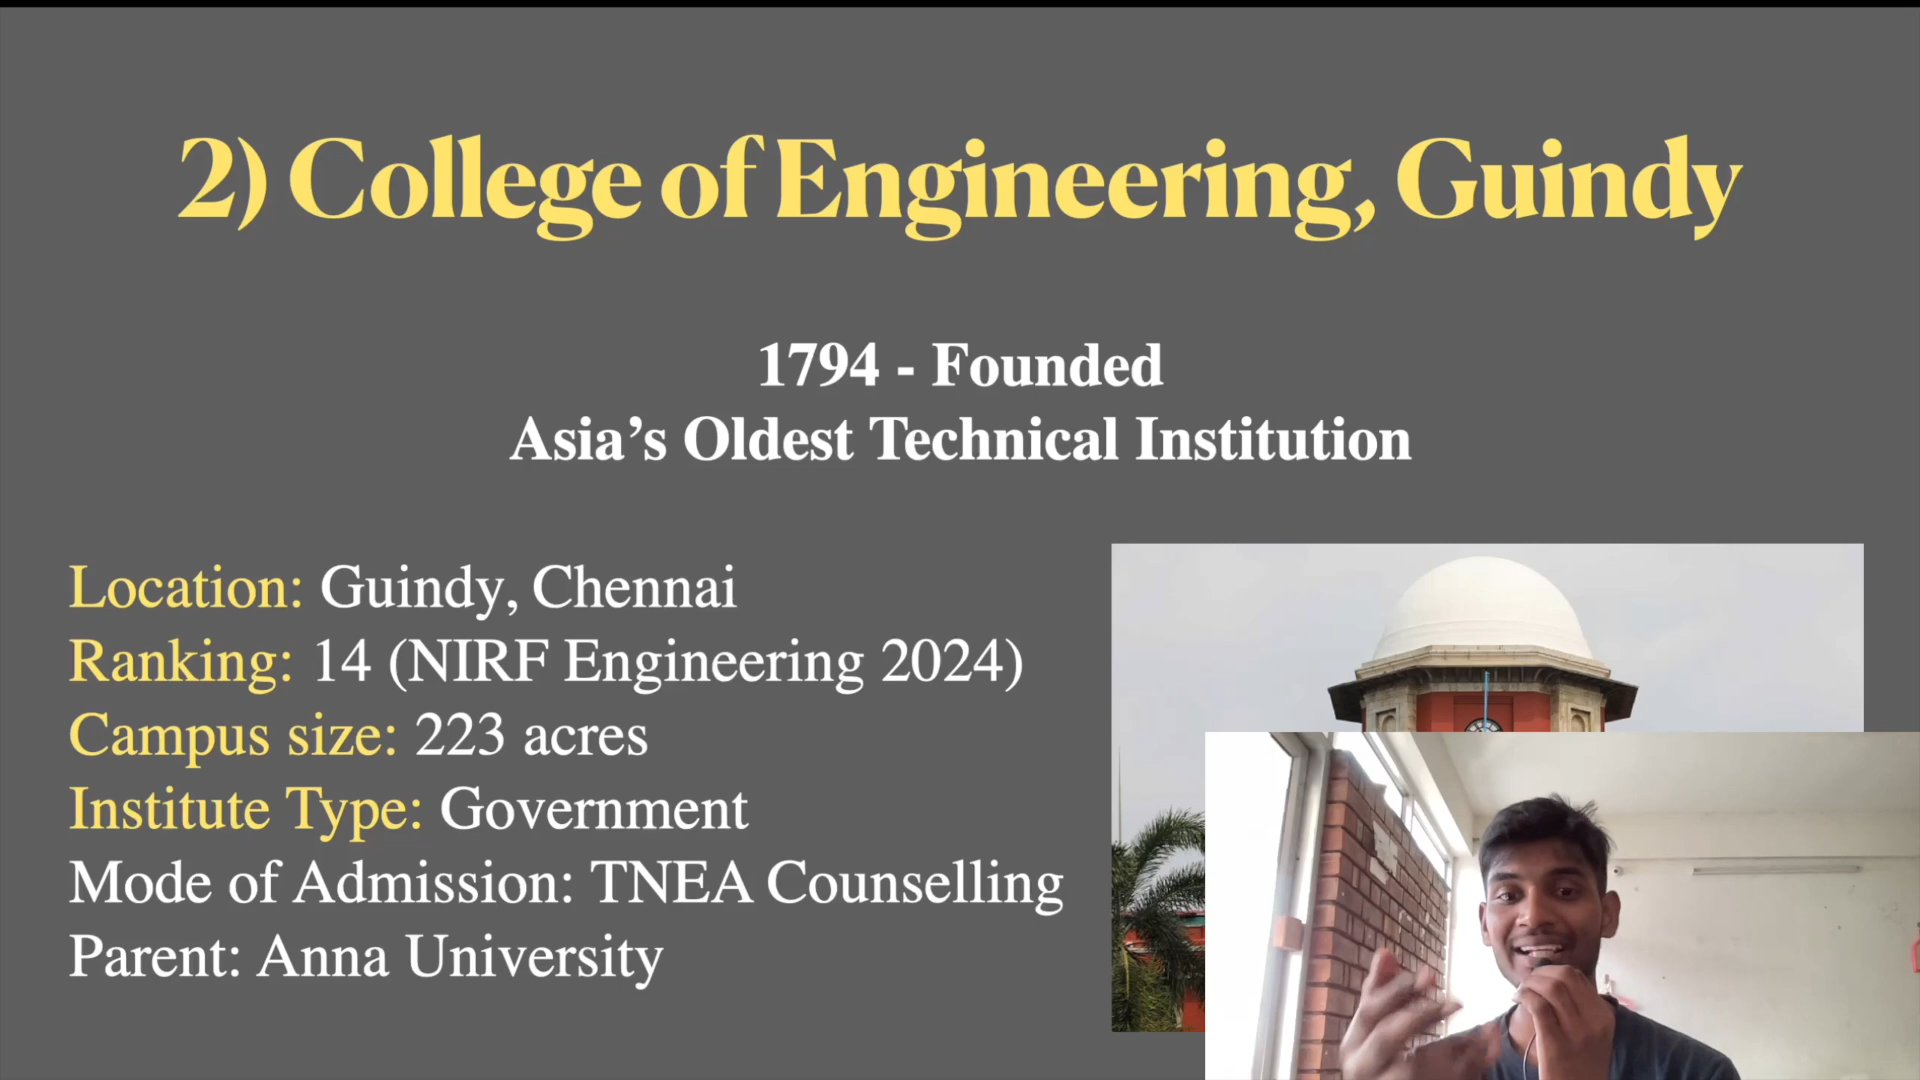 2) College of Engineering, Guindy
1794 - Founded
Asia’s Oldest Technical Institution
Location: Guindy, Chennai
Ranking: 14 (NIRF Engineering 2024)
Campus size: 223 acres
Institute Type: Government
Mode of Admission: TNEA Counselling
Parent: Anna University